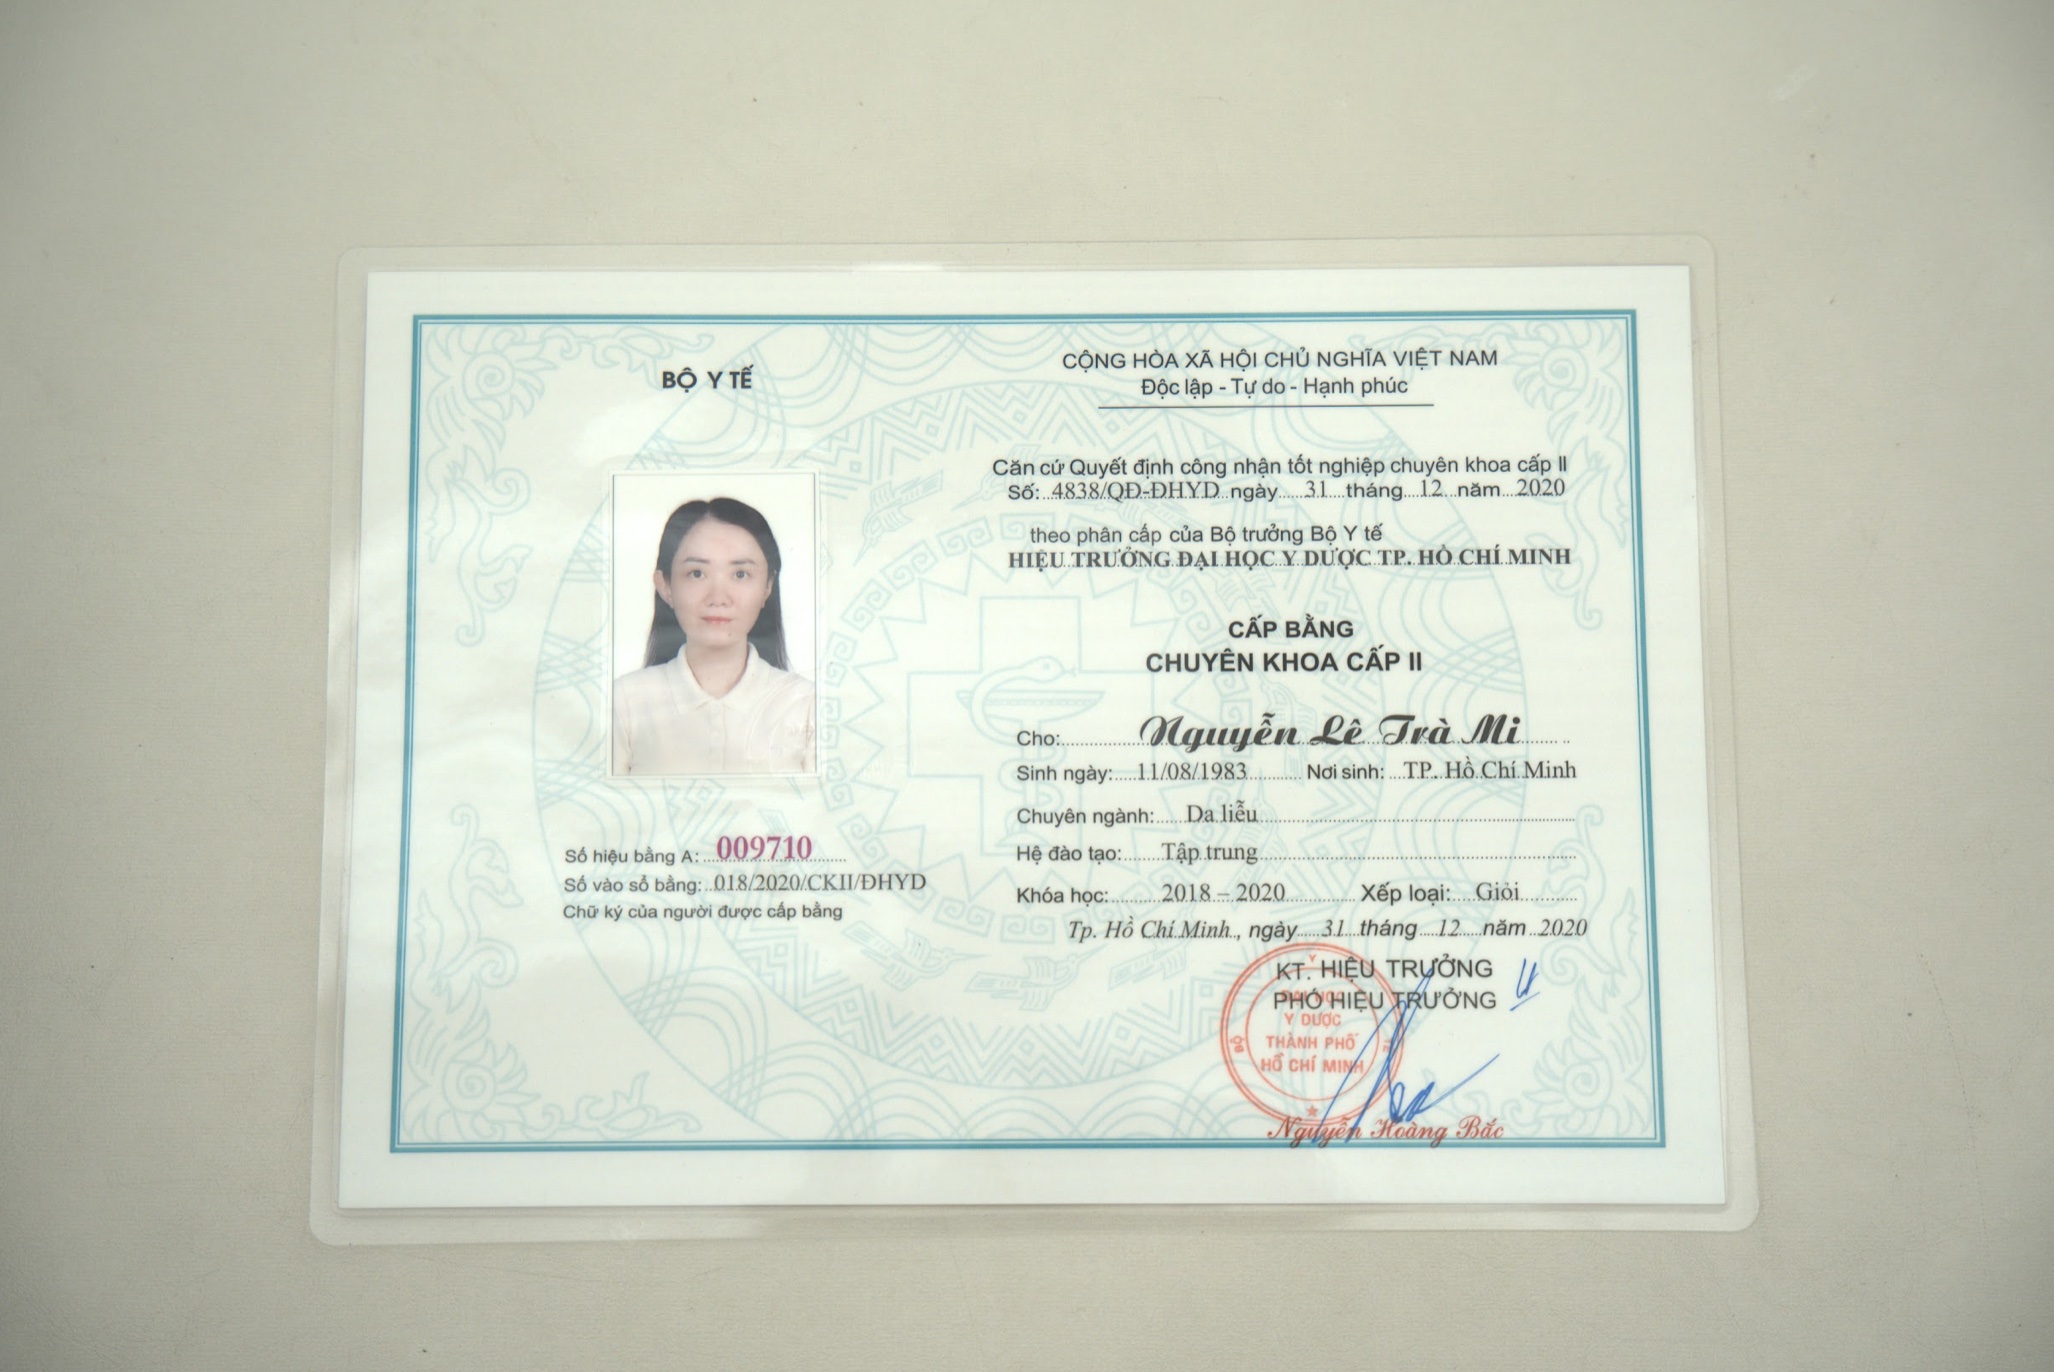 BỘ Y TẾ
CỘNG HÒA XÃ HỘI CHỦ NGHĨA VIỆT NAM
Độc lập - Tự do - Hạnh phúc
Căn cứ Quyết định công nhận tốt nghiệp chuyên khoa cấp II
Số: 4838/QĐ-ĐHYD ngày 31 tháng 12 năm 2020
theo phân cấp của Bộ trưởng Bộ Y tế
HIỆU TRƯỞNG ĐẠI HỌC Y DƯỢC TP. HỒ CHÍ MINH
CẤP BẰNG
CHUYÊN KHOA CẤP II
Cho: Nguyễn Lê Trà Mi
Sinh ngày: 11/08/1983 Nơi sinh: TP. Hồ Chí Minh
Chuyên ngành: Da liễu
Hệ đào tạo: Tập trung
Khóa học: 2018 – 2020 Xếp loại: Giỏi
Tp. Hồ Chí Minh, ngày 31 tháng 12 năm 2020
KT. HIỆU TRƯỞNG
PHÓ HIỆU TRƯỞNG
Y DƯỢC
THÀNH PHỐ
HỒ CHÍ MINH
Nguyễn Hoàng Bắc
Số hiệu bằng A: 009710
Số vào sổ bằng: 018/2020/CKII/ĐHYD
Chữ ký của người được cấp bằng